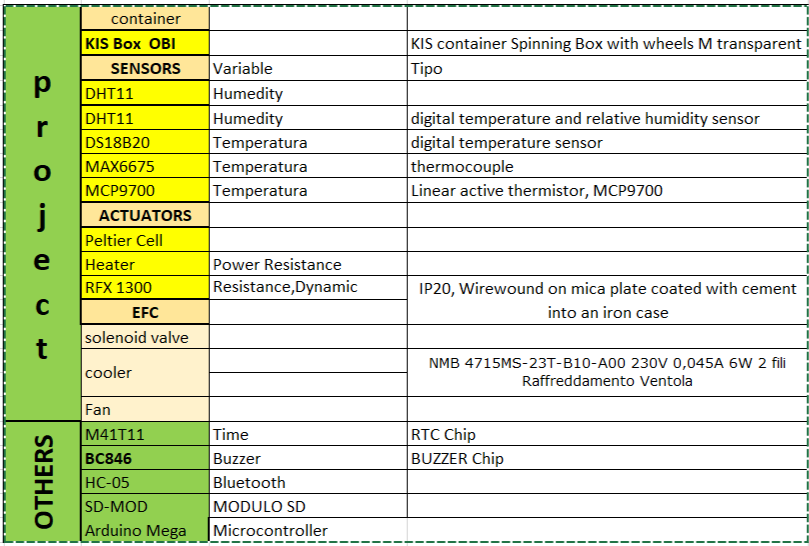 project
container
KIS Box OBI KIS container Spinning Box with wheels M transparent
SENSORS Variable Tipo
DHT11 Humedity
DHT11 Humedity digital temperature and relative humidity sensor
DS18B20 Temperatura digital temperature sensor
MAX6675 Temperatura thermocouple
MCP9700 Temperatura Linear active thermistor, MCP9700
ACTUATORS
Peltier Cell
Heater Power Resistance
RFX 1300 Resistance,Dynamic IP20, Wirewound on mica plate coated with cement
into an iron case
EFC
solenoid valve
cooler NMB 4715MS-23T-B10-A00 230V 0,045A 6W 2 fili
Raffreddamento Ventola
Fan
OTHERS
M41T11 Time RTC Chip
BC846 Buzzer BUZZER Chip
HC-05 Bluetooth
SD-MOD MODULO SD
Arduino Mega Microcontroller